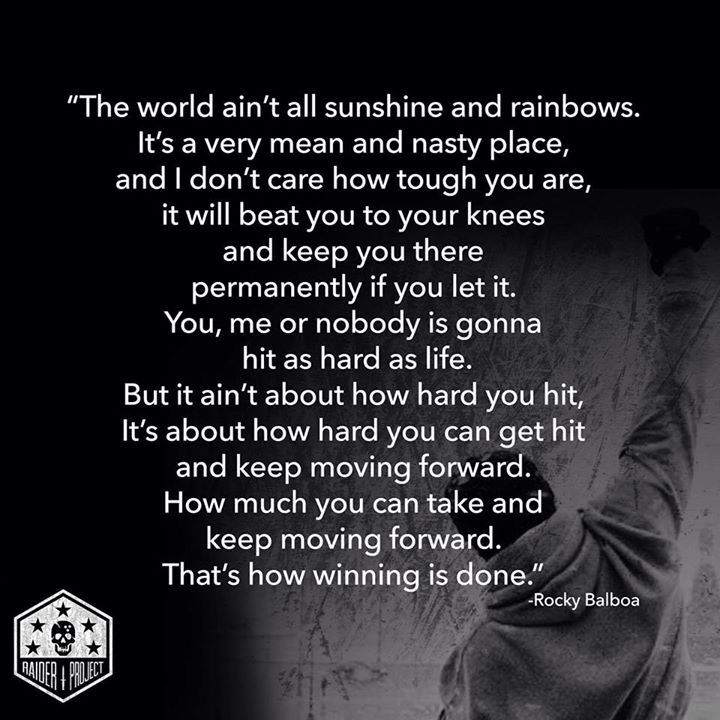 “The world ain’t all sunshine and rainbows.
It’s a very mean and nasty place,
and I don’t care how tough you are,
it will beat you to your knees
and keep you there
permanently if you let it.
You, me or nobody is gonna
hit as hard as life.
But it ain’t about how hard you hit,
It’s about how hard you can get hit
and keep moving forward.
How much you can take and
keep moving forward.
That’s how winning is done.”
-Rocky Balboa
RAIDER PROJECT